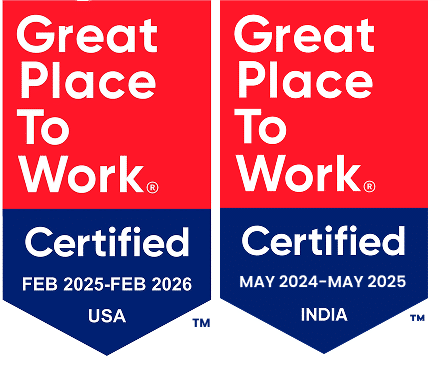 Great
Place
To
Work®
Certified
FEB 2025-FEB 2026
USA
™
Great
Place
To
Work®
Certified
MAY 2024–MAY 2025
INDIA
™